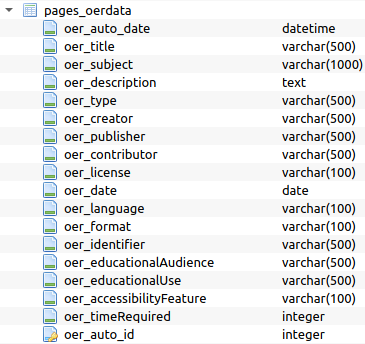 pages_oerdata
oer_auto_date datetime
oer_title varchar(500)
oer_subject varchar(1000)
oer_description text
oer_type varchar(500)
oer_creator varchar(500)
oer_publisher varchar(500)
oer_contributor varchar(500)
oer_license varchar(100)
oer_date date
oer_language varchar(100)
oer_format varchar(100)
oer_identifier varchar(500)
oer_educationalAudience varchar(500)
oer_educationalUse varchar(500)
oer_accessibilityFeature varchar(100)
oer_timeRequired integer
oer_auto_id integer